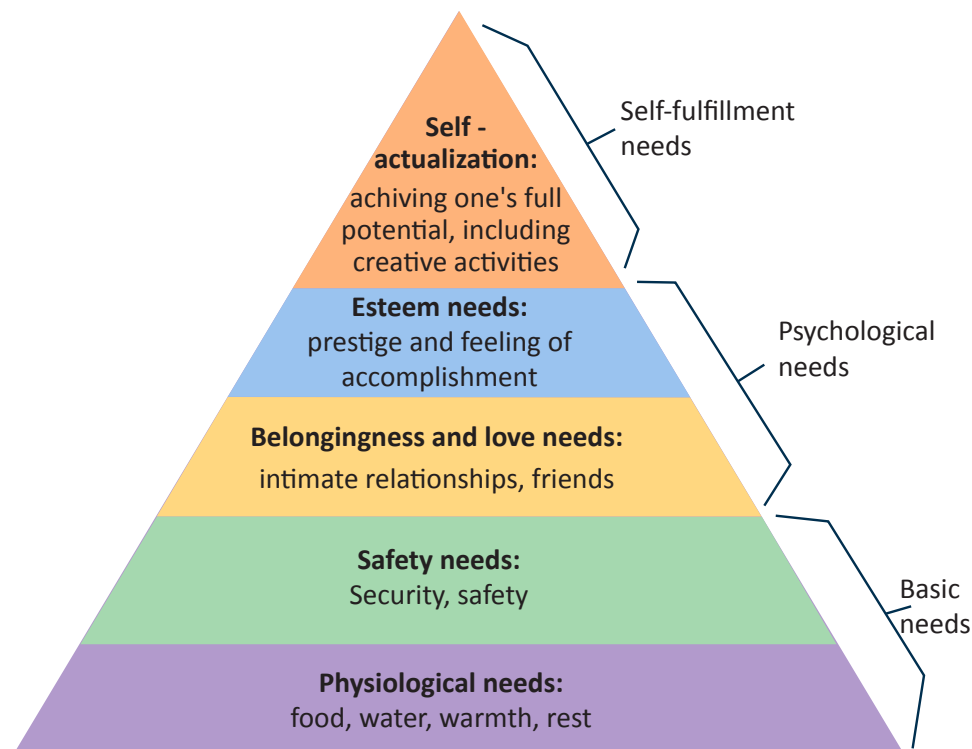 Self -
actualization:
achiving one's full
potential, including
creative activities
Self-fulfillment
needs
Esteem needs:
prestige and feeling of
accomplishment
Psychological
needs
Belongingness and love needs:
intimate relationships, friends
Safety needs:
Security, safety
Basic
needs
Physiological needs:
food, water, warmth, rest